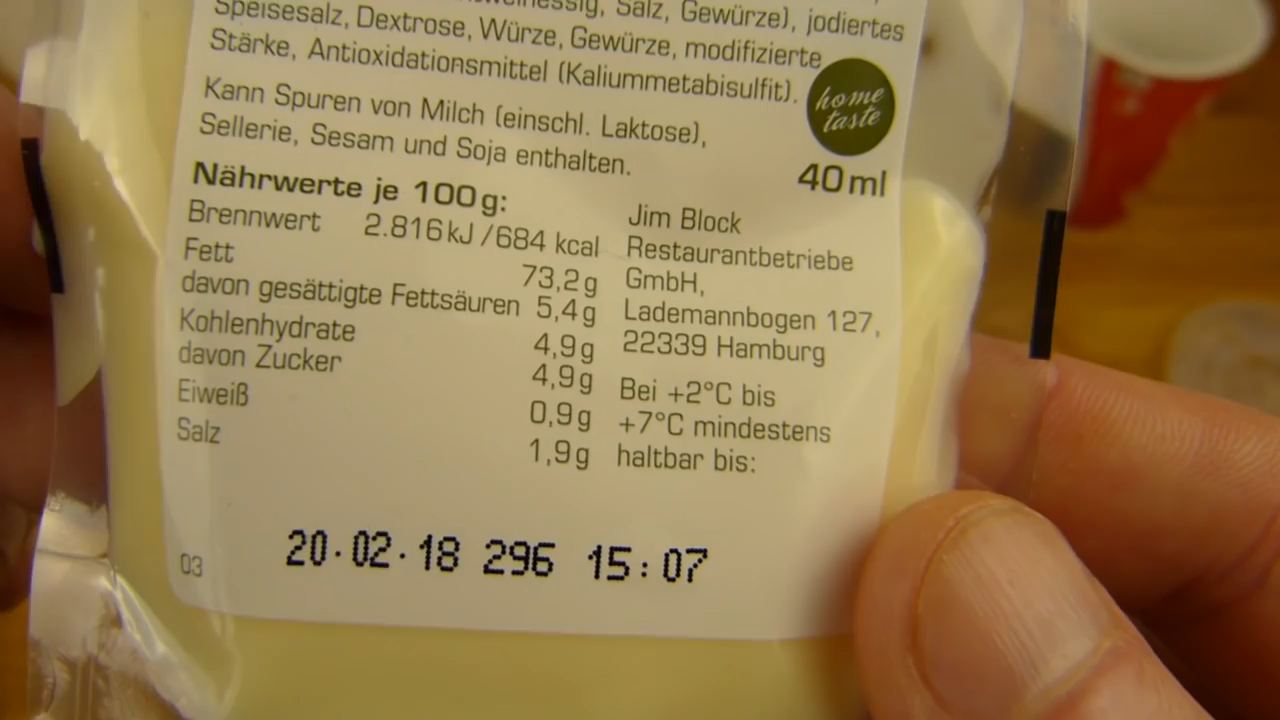 Salz, Gewürze), jodiertes
Speisesalz, Dextrose, Würze, Gewürze, modifizierte
Stärke, Antioxidationsmittel (Kaliummetabisulfit).
Kann Spuren von Milch (einschl. Laktose),
Sellerie, Sesam und Soja enthalten.
home
taste
40 ml
Nährwerte je 100 g:
Brennwert 2.816 kJ / 684 kcal
Fett 73,2 g
davon gesättigte Fettsäuren 5,4 g
Kohlenhydrate 4,9 g
davon Zucker 4,9 g
Eiweiß 0,9 g
Salz 1,9 g
Jim Block
Restaurantbetriebe
GmbH,
Lademannbogen 127,
22339 Hamburg
Bei +2°C bis
+7°C mindestens
haltbar bis:
03
20.02.18 296 15:07